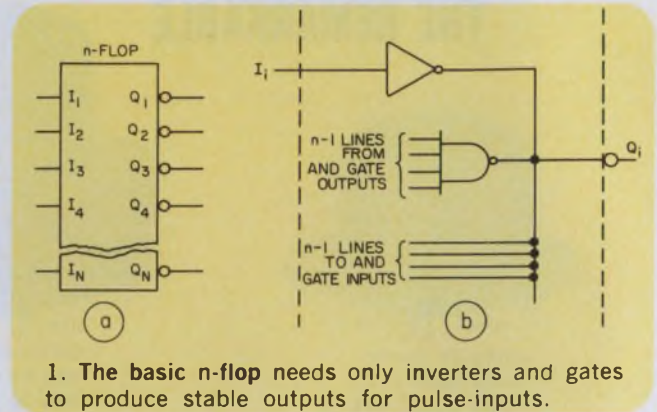 n-FLOP
I1 Q1
I2 Q2
I3 Q3
I4 Q4
IN QN
a
Ii
n-1 LINES
FROM
AND GATE
OUTPUTS
Qi
n-1 LINES
TO AND
GATE INPUTS
b
1. The basic n-flop needs only inverters and gates
to produce stable outputs for pulse-inputs.